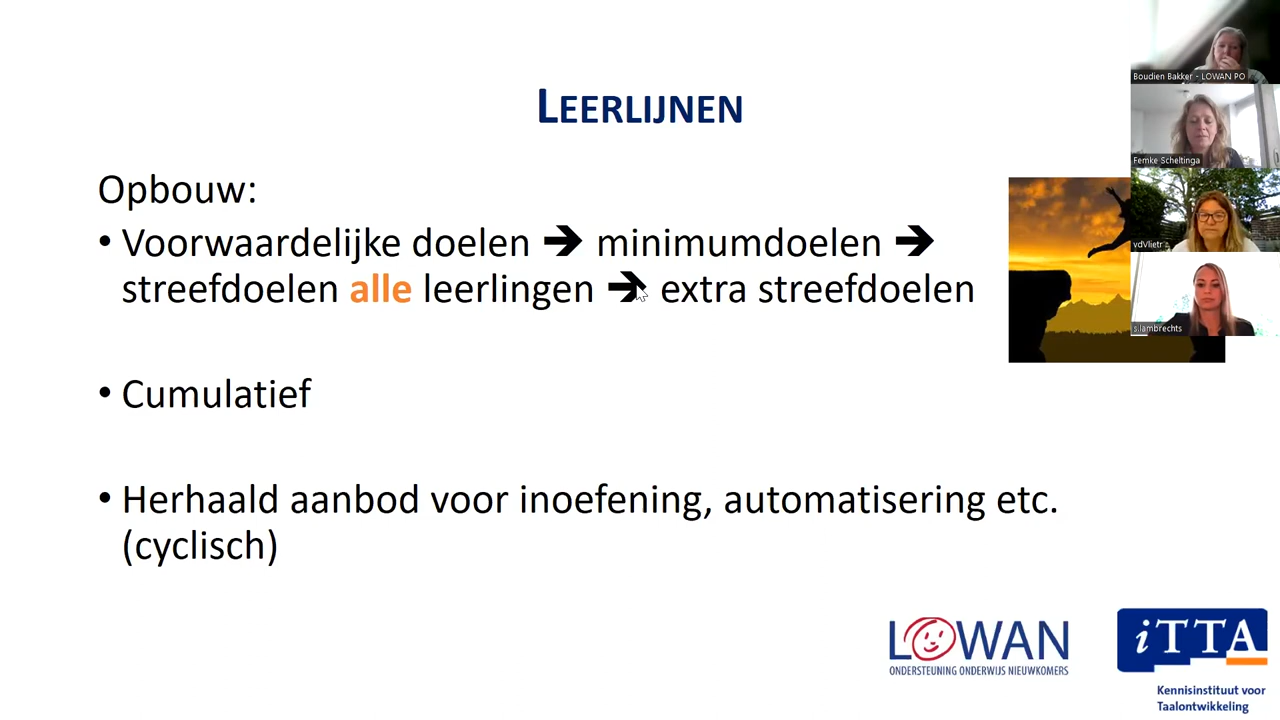 LEERLIJNEN
Opbouw:
• Voorwaardelijke doelen ➔ minimumdoelen ➔
streefdoelen alle leerlingen ➔ extra streefdoelen
• Cumulatief
• Herhaald aanbod voor inoefening, automatisering etc.
(cyclisch)
Boudien Bakker - LOWAN PO
Femke Scheltinga
vdVlietr
s.lambrechts
LOWAN
ONDERSTEUNING ONDERWIJS NIEUWKOMERS
iTTA
Kennisinstituut voor
Taalontwikkeling